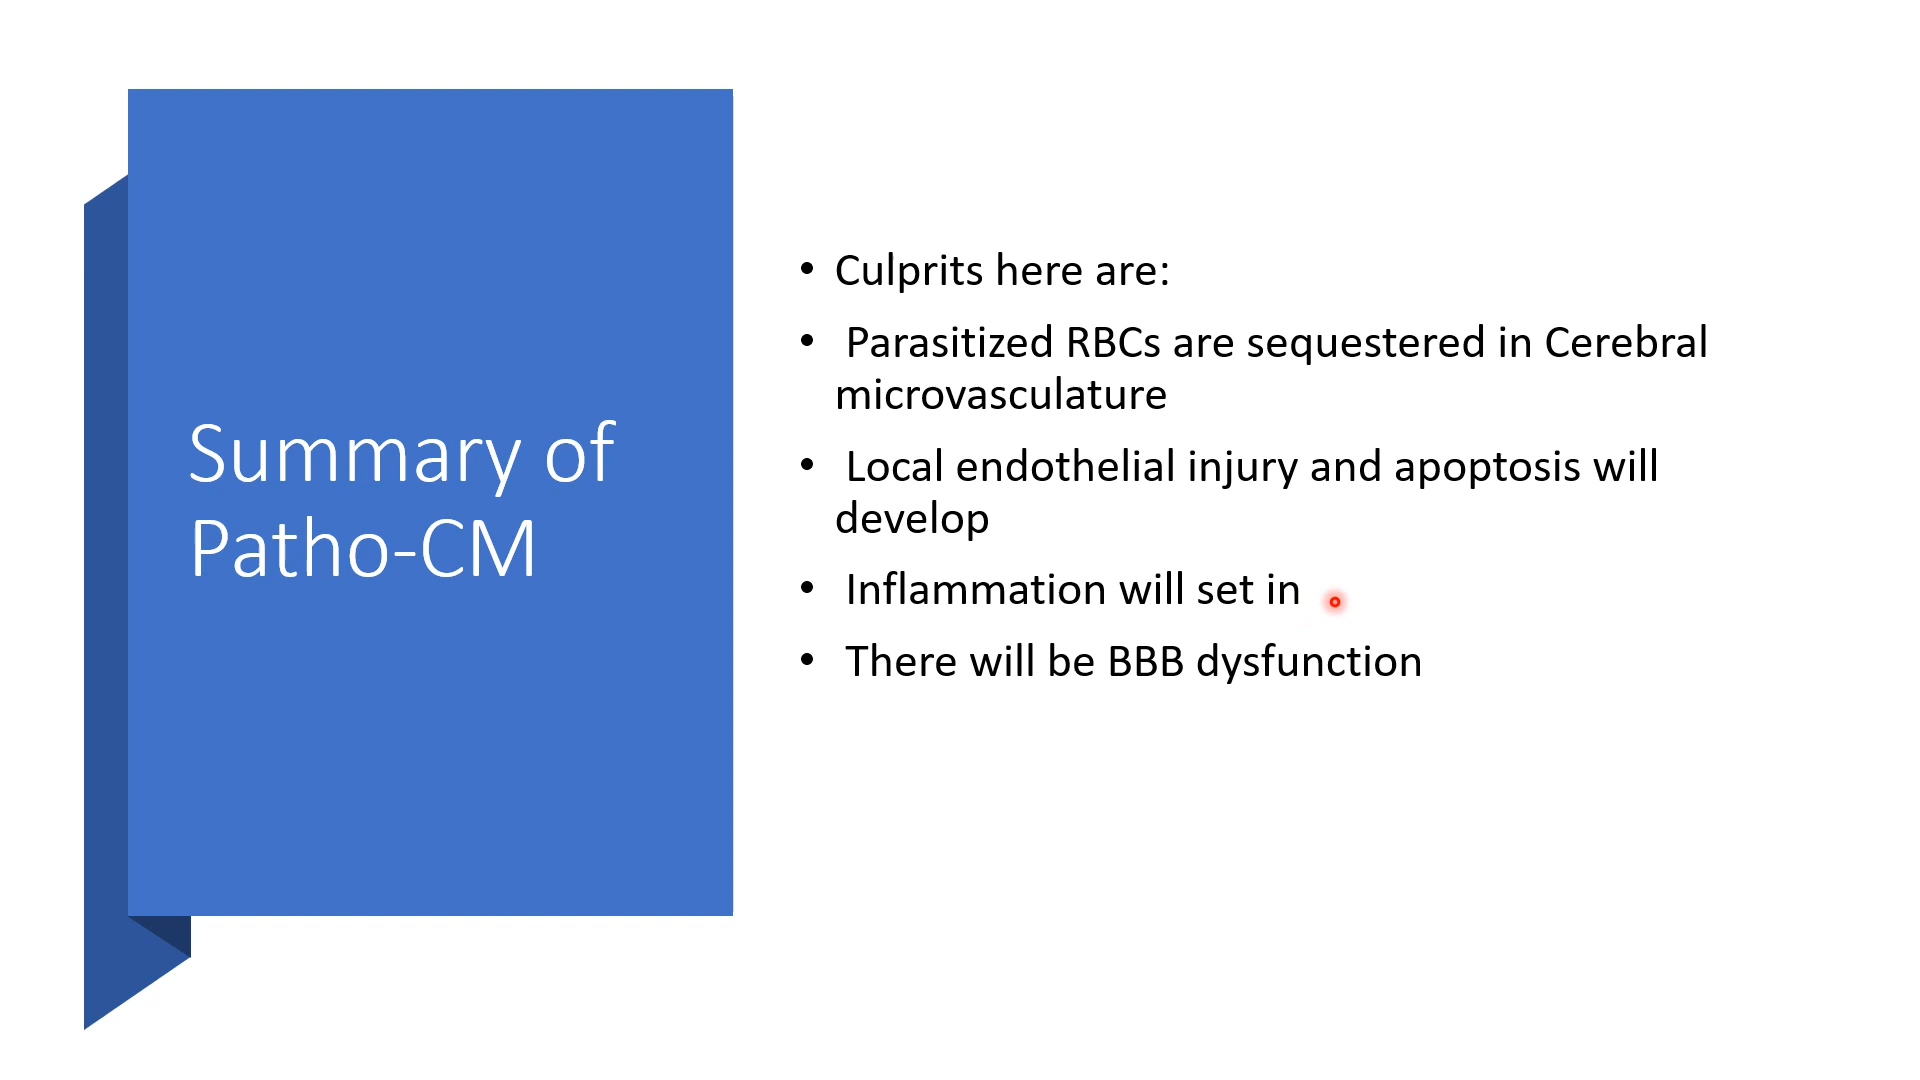 Summary of
Patho-CM
• Culprits here are:
• Parasitized RBCs are sequestered in Cerebral
microvasculature
• Local endothelial injury and apoptosis will
develop
• Inflammation will set in
• There will be BBB dysfunction